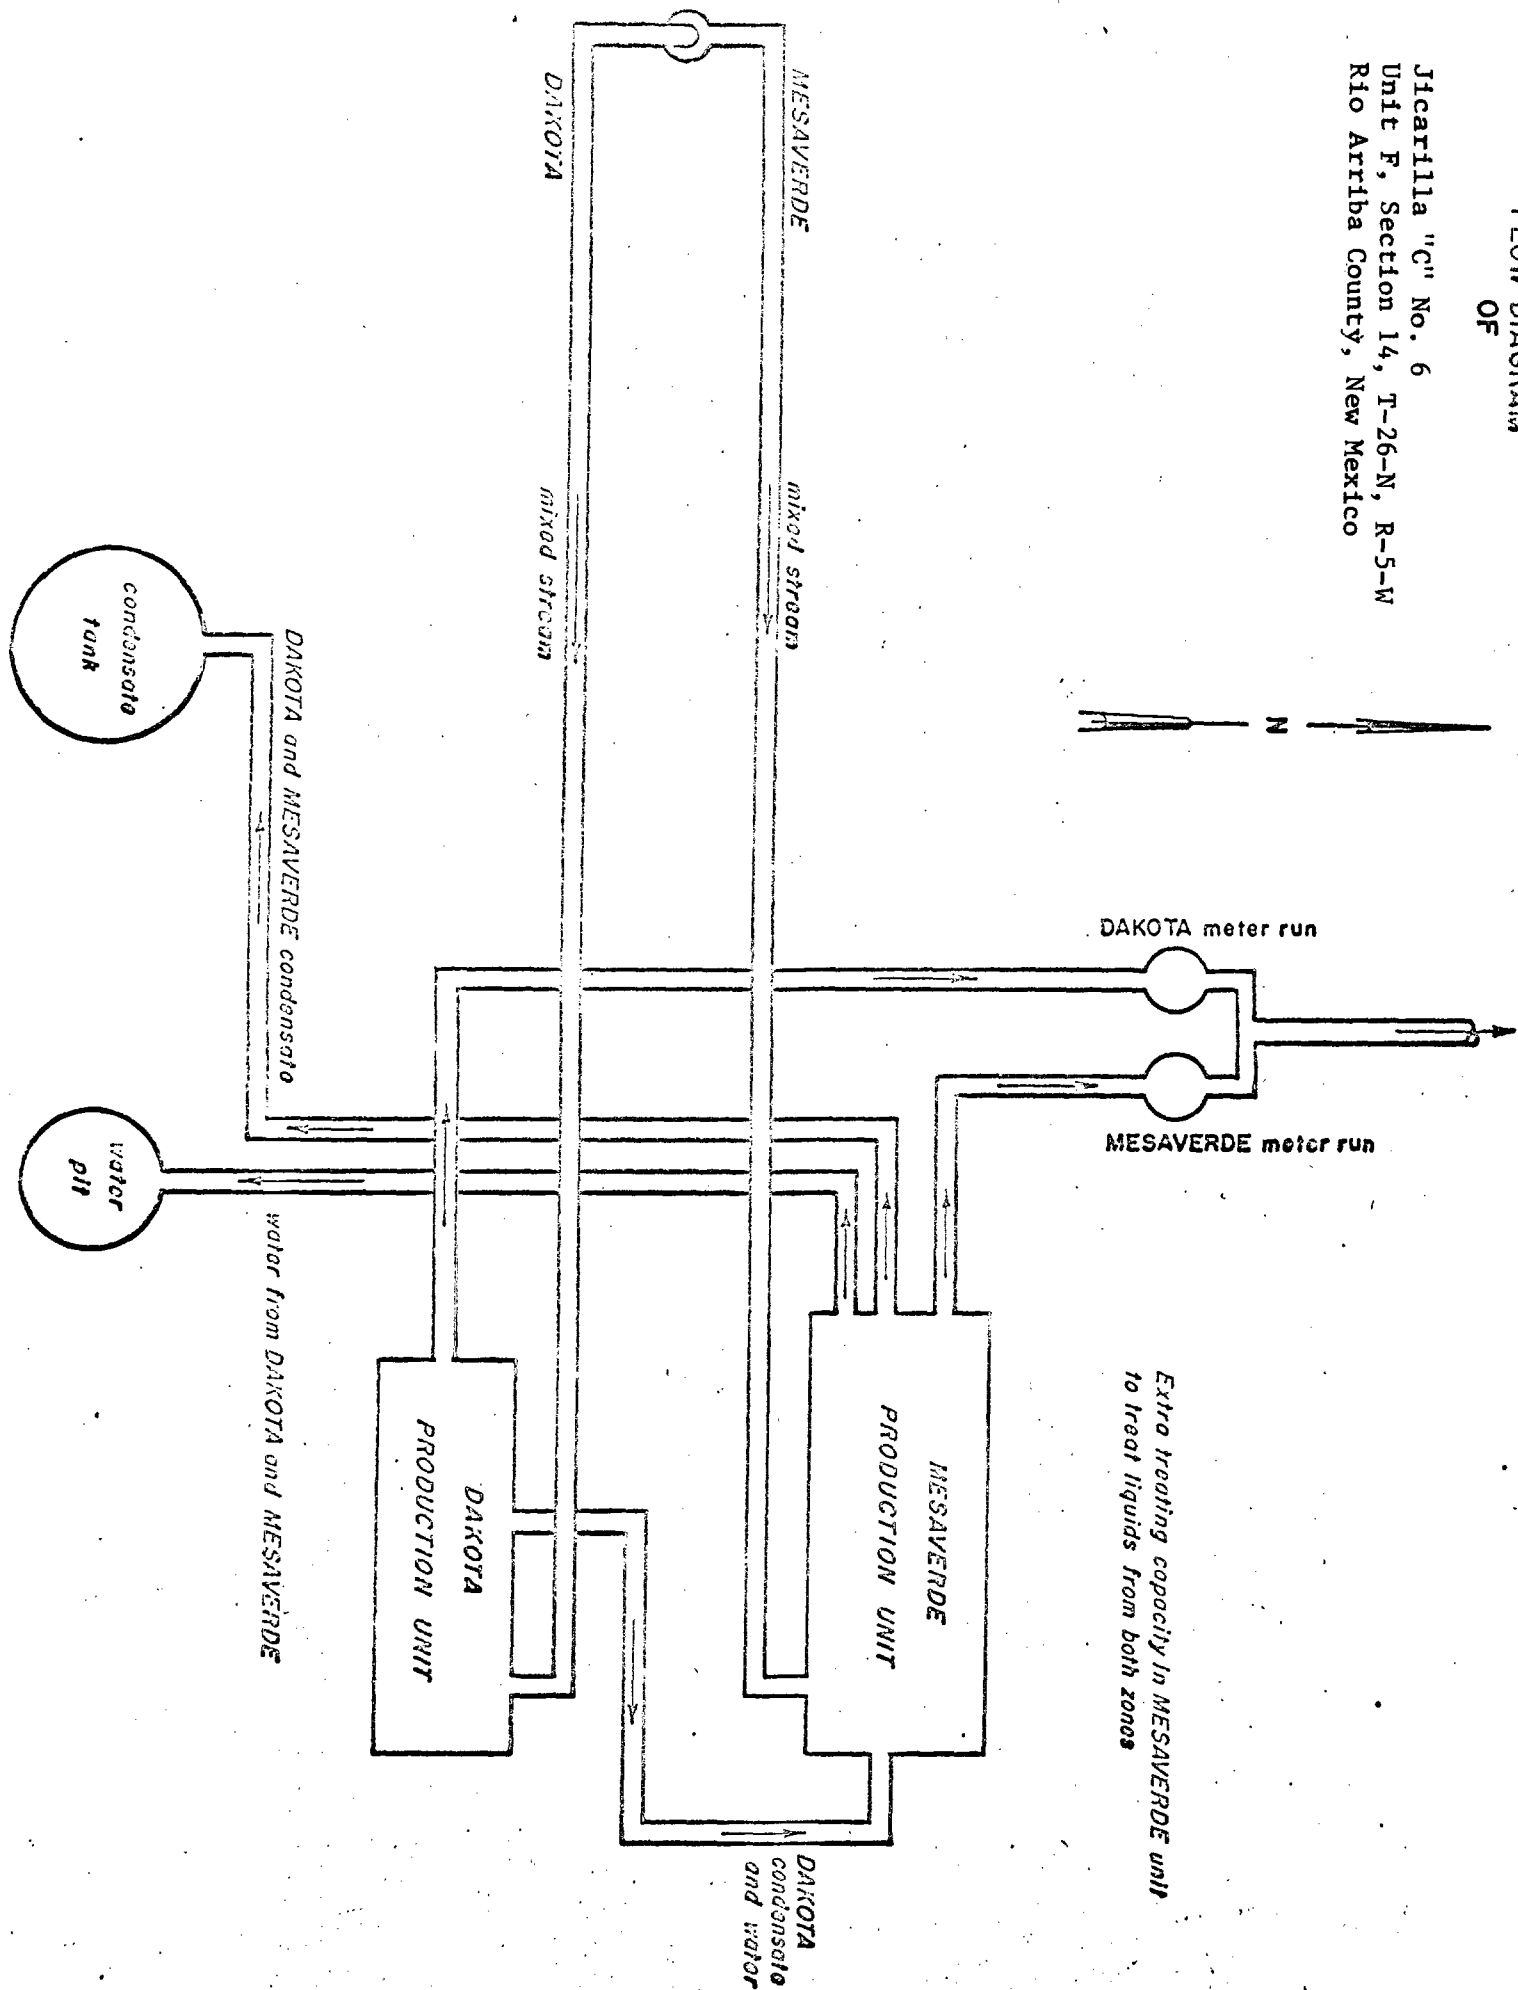 FLOW DIAGRAM
OF
Jicarilla "C" No. 6
Unit F, Section 14, T-26-N, R-5-W
Rio Arriba County, New Mexico
N
MESAVERDE
DAKOTA
mixed stream
mixed stream
DAKOTA meter run
MESAVERDE meter run
condensate
tank
DAKOTA and MESAVERDE condensate
water
pit
water from DAKOTA and MESAVERDE
Extra treating capacity in MESAVERDE unit
to treat liquids from both zones
MESAVERDE
PRODUCTION UNIT
DAKOTA
PRODUCTION UNIT
DAKOTA
condensate
and water